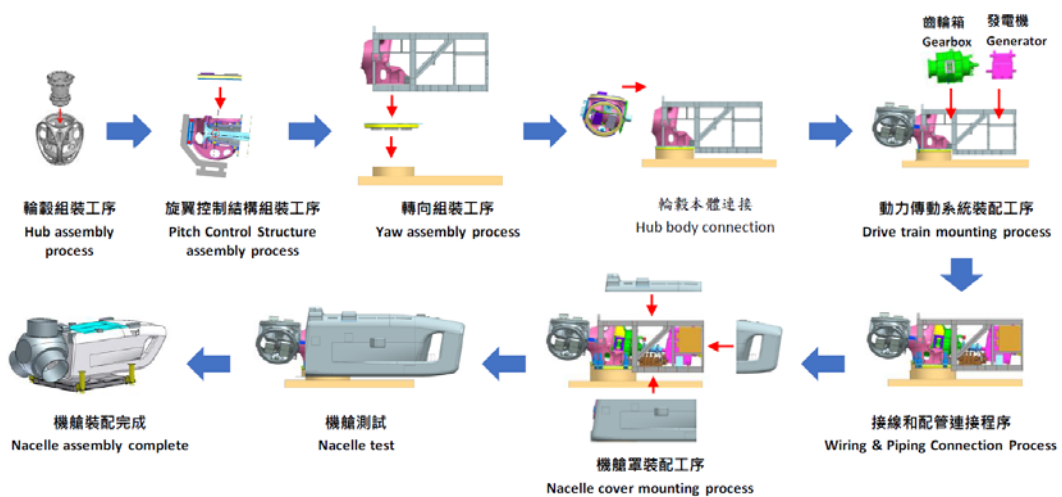 齒輪箱
Gearbox
發電機
Generator
輪轂組裝工序
Hub assembly
process
旋翼控制結構組裝工序
Pitch Control Structure
assembly process
轉向組裝工序
Yaw assembly process
輪轂本體連接
Hub body connection
動力傳動系統裝配工序
Drive train mounting process
機艙裝配完成
Nacelle assembly complete
機艙測試
Nacelle test
機艙罩裝配工序
Nacelle cover mounting process
接線和配管連接程序
Wiring & Piping Connection Process